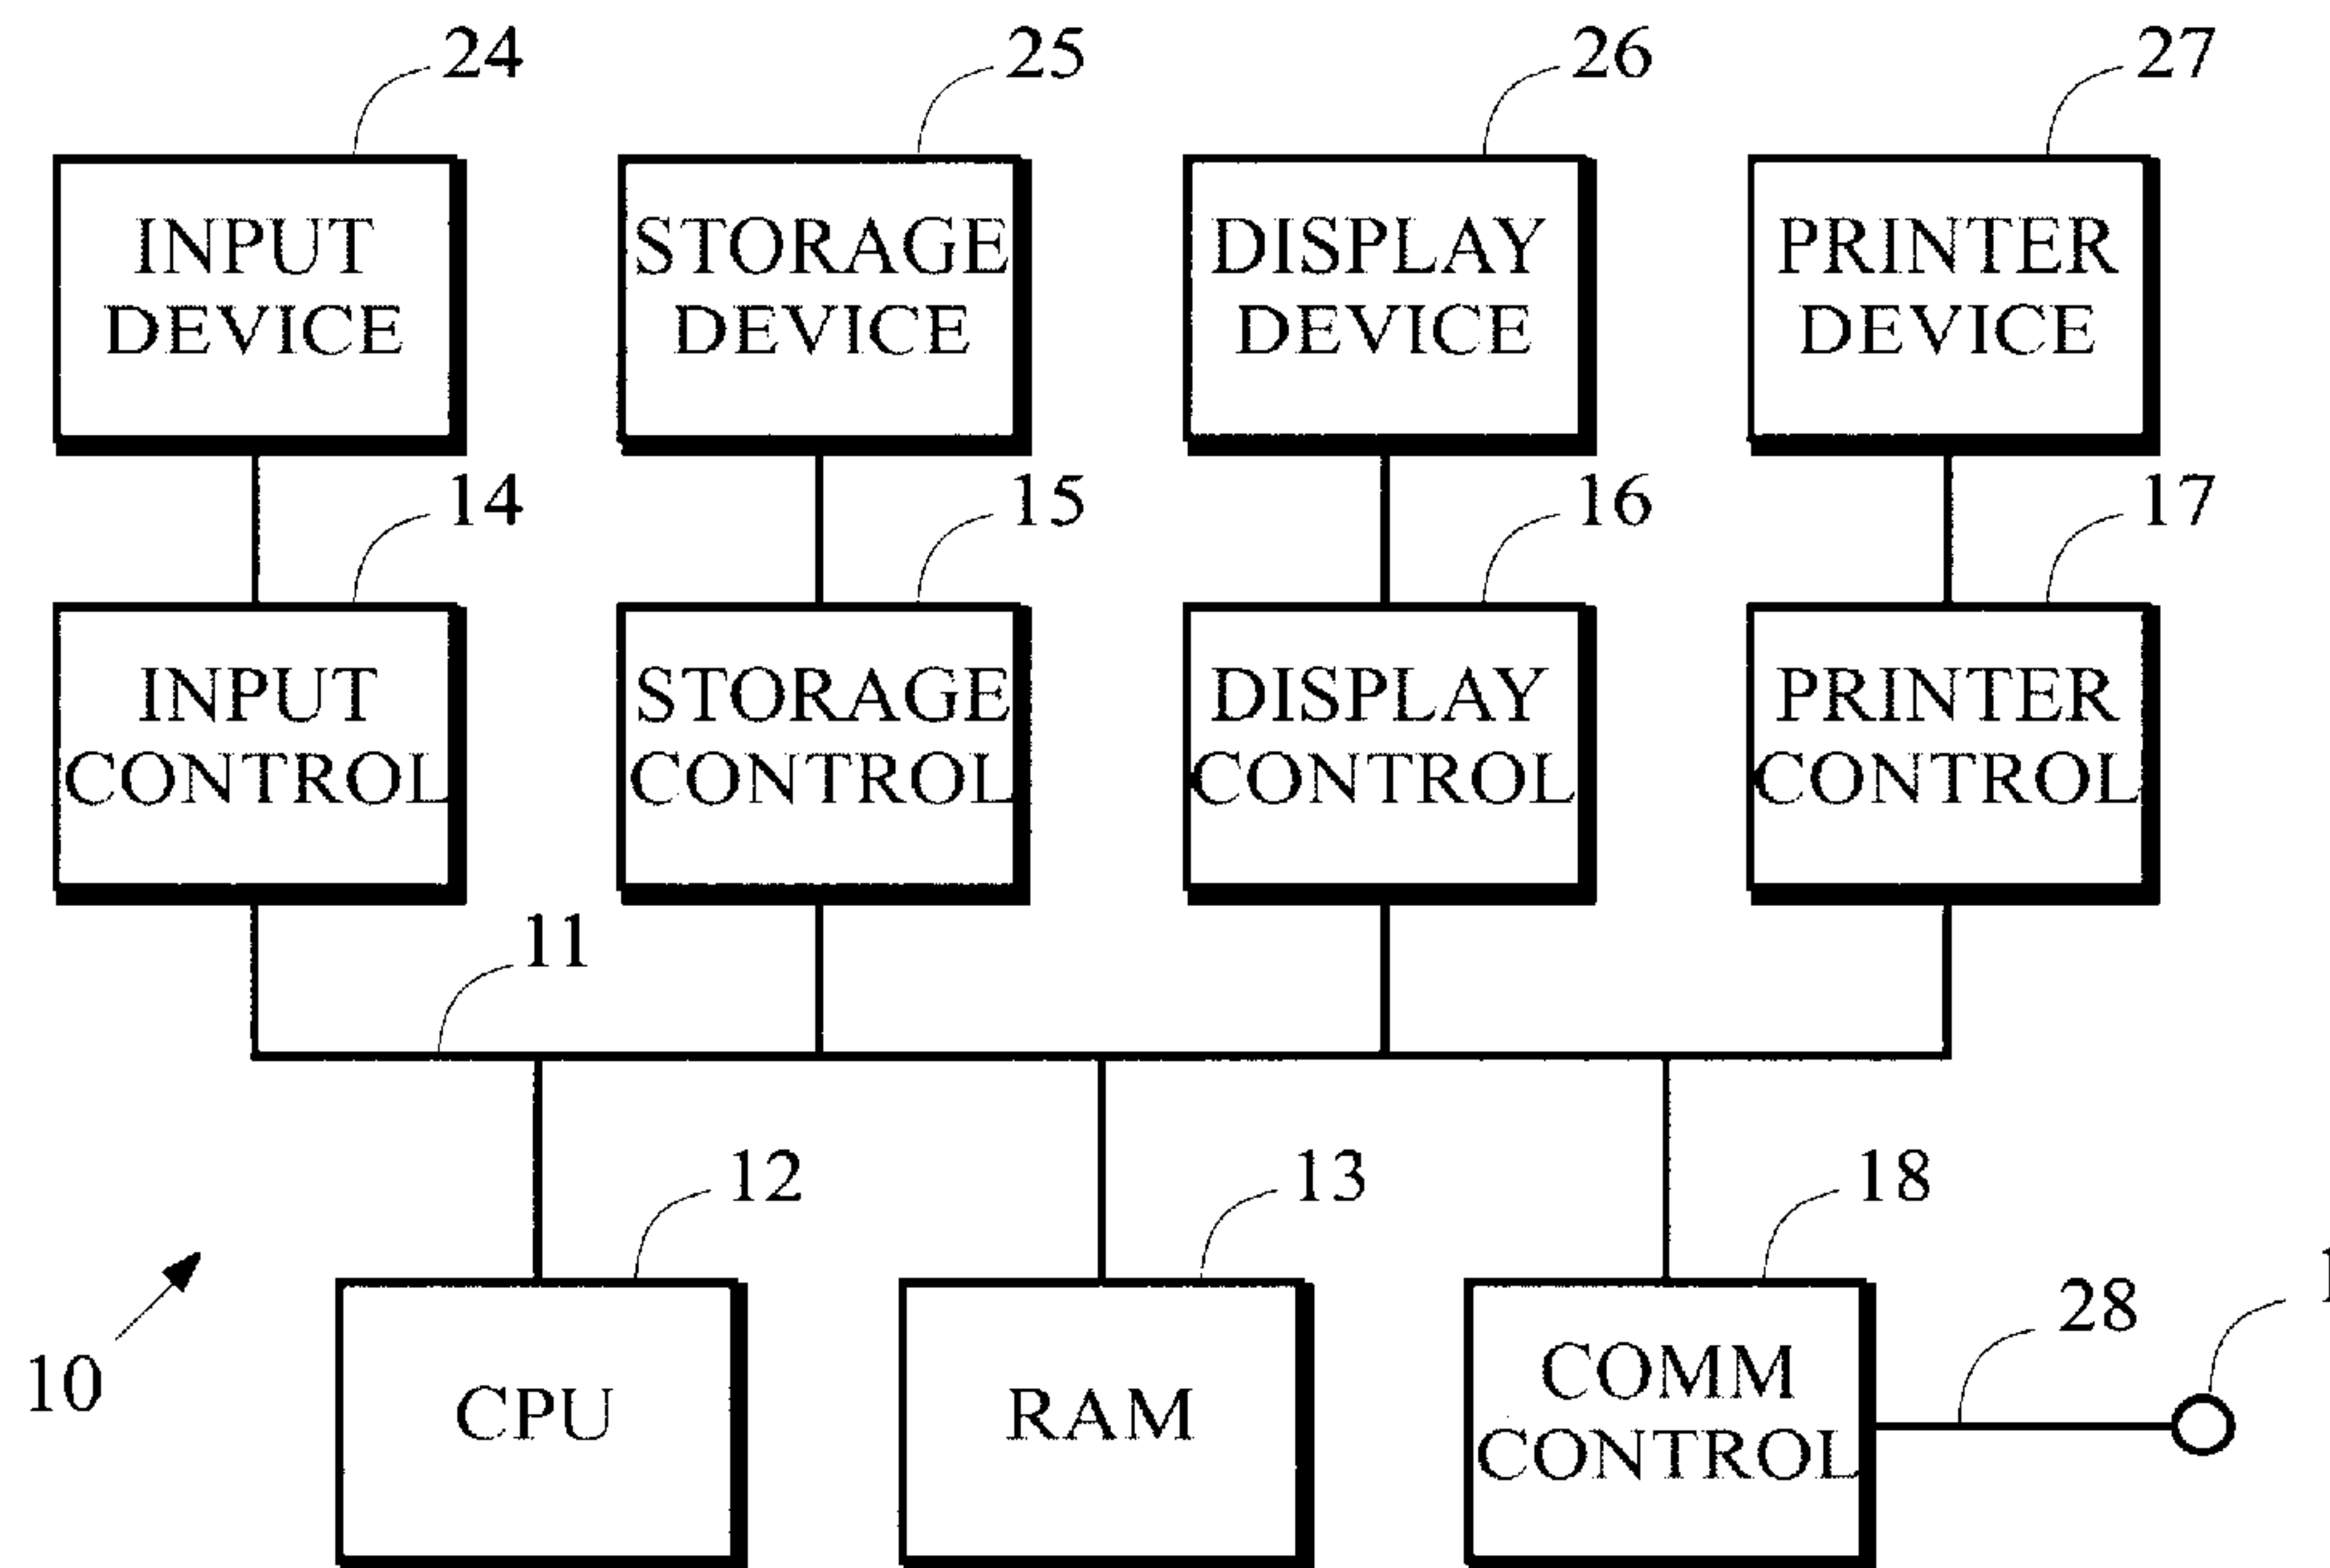 24
25
26
27
INPUT
DEVICE
STORAGE
DEVICE
DISPLAY
DEVICE
PRINTER
DEVICE
14
15
16
17
INPUT
CONTROL
STORAGE
CONTROL
DISPLAY
CONTROL
PRINTER
CONTROL
11
12
13
18
28
10
CPU
RAM
COMM
CONTROL